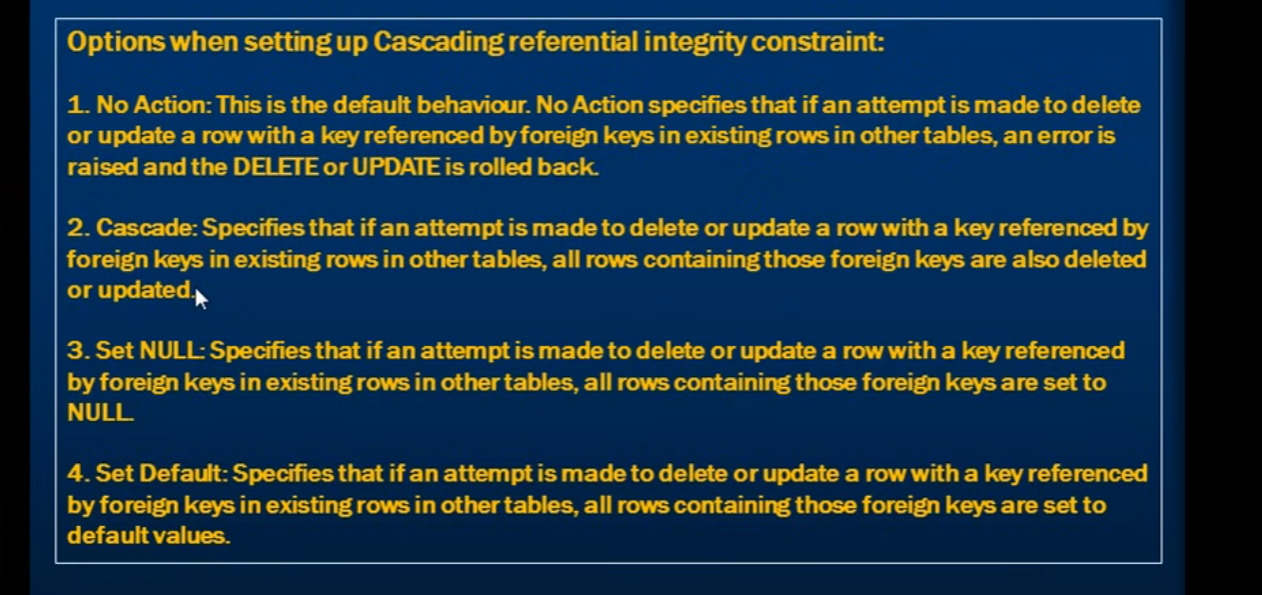 Options when setting up Cascading referential integrity constraint:
1. No Action: This is the default behaviour. No Action specifies that if an attempt is made to delete
or update a row with a key referenced by foreign keys in existing rows in other tables, an error is
raised and the DELETE or UPDATE is rolled back.
2. Cascade: Specifies that if an attempt is made to delete or update a row with a key referenced by
foreign keys in existing rows in other tables, all rows containing those foreign keys are also deleted
or updated.
3. Set NULL: Specifies that if an attempt is made to delete or update a row with a key referenced
by foreign keys in existing rows in other tables, all rows containing those foreign keys are set to
NULL.
4. Set Default: Specifies that if an attempt is made to delete or update a row with a key referenced
by foreign keys in existing rows in other tables, all rows containing those foreign keys are set to
default values.